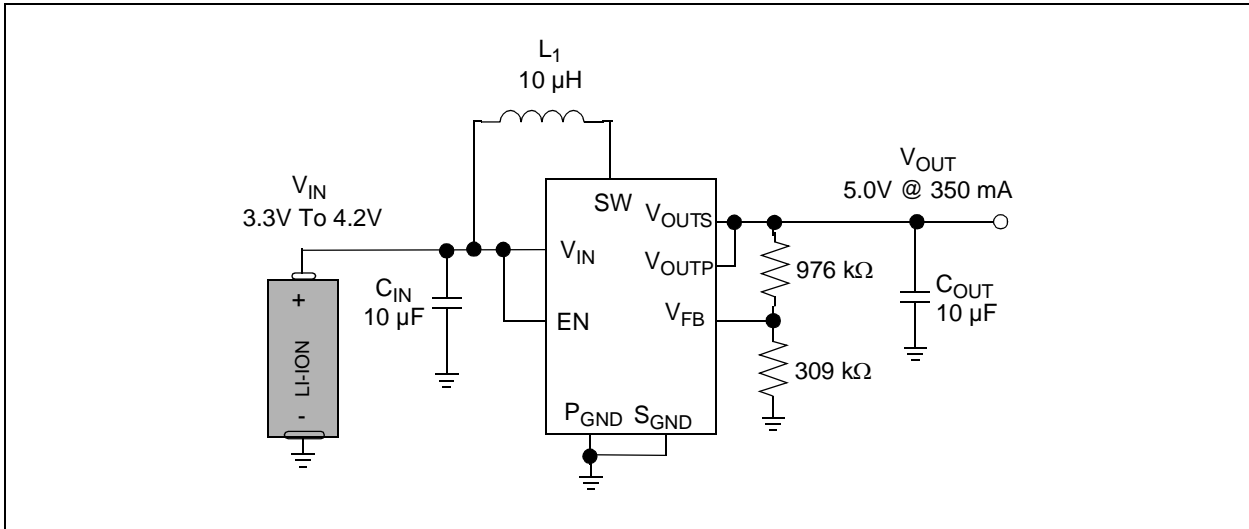 L1
10 µH
VIN
3.3V To 4.2V
+
LI-ION
-
CIN
10 µF
SW
VIN
EN
PGND SGND
VOUTS
VOUTP
VFB
976 kΩ
309 kΩ
VOUT
5.0V @ 350 mA
COUT
10 µF